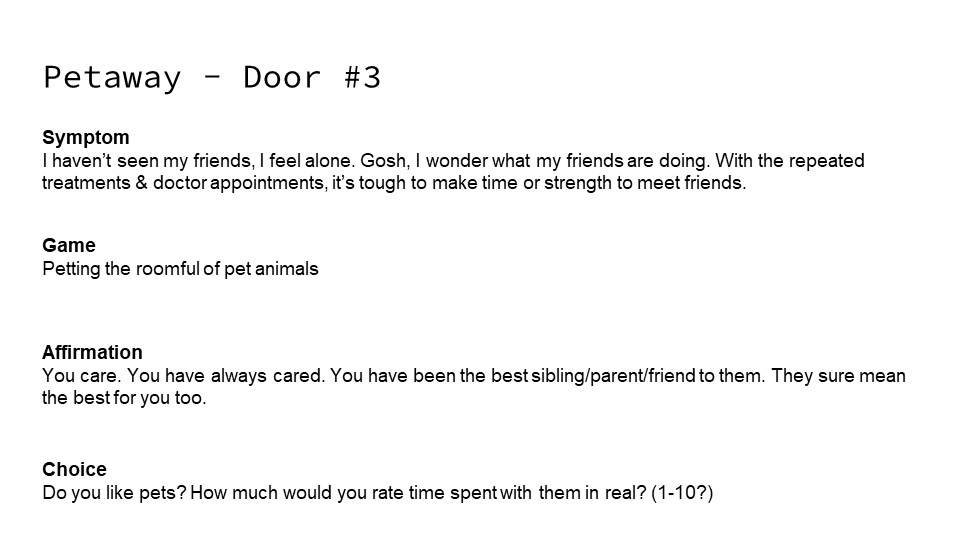 Petaway - Door #3
Symptom
I haven’t seen my friends, I feel alone. Gosh, I wonder what my friends are doing. With the repeated
treatments & doctor appointments, it’s tough to make time or strength to meet friends.
Game
Petting the roomful of pet animals
Affirmation
You care. You have always cared. You have been the best sibling/parent/friend to them. They sure mean
the best for you too.
Choice
Do you like pets? How much would you rate time spent with them in real? (1-10?)